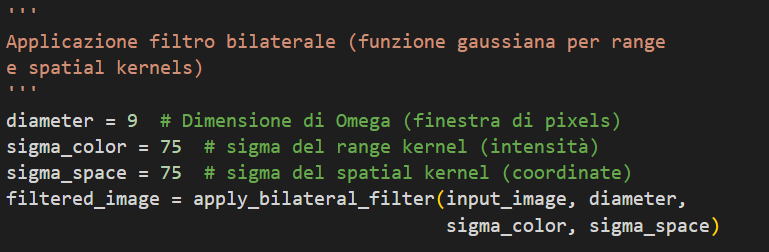 '''
Applicazione filtro bilaterale (funzione gaussiana per range
e spatial kernels)
'''
diameter = 9  # Dimensione di Omega (finestra di pixels)
sigma_color = 75  # sigma del range kernel (intensità)
sigma_space = 75  # sigma del spatial kernel (coordinate)
filtered_image = apply_bilateral_filter(input_image, diameter,
                                        sigma_color, sigma_space)